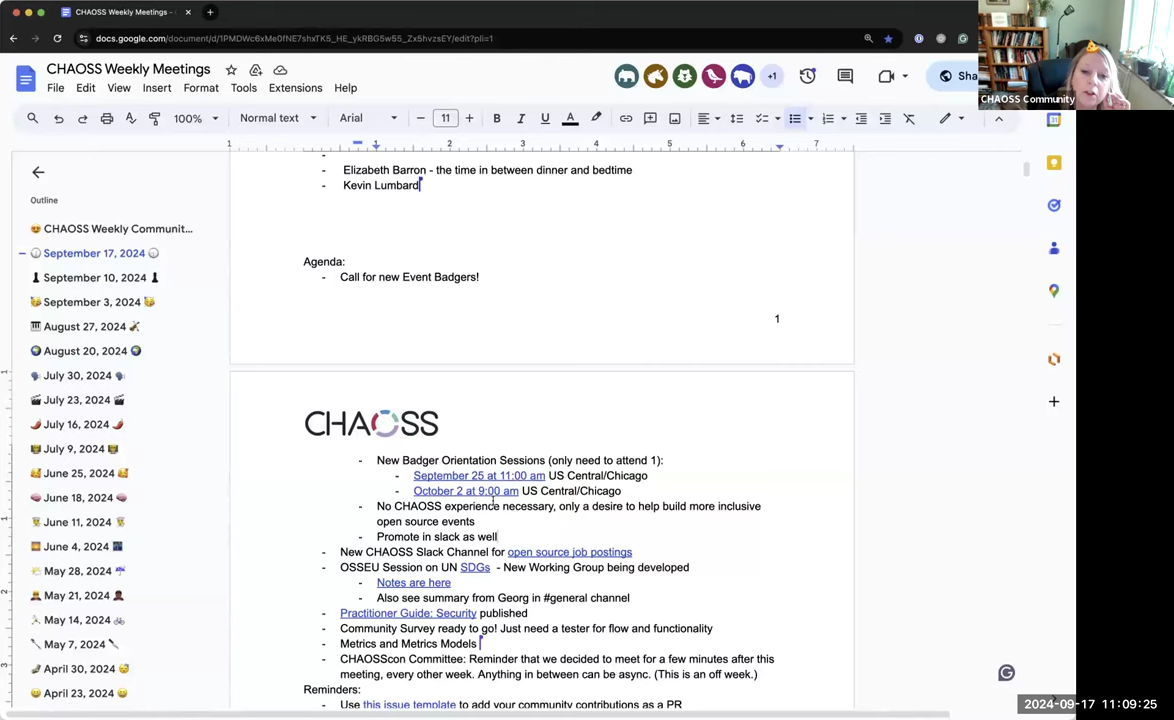 CHAOSS Weekly Meetings -
docs.google.com/document/d/1PMDWc6xMe0fNE7shxTK5_HE_ykRBG5w55_Zx5hvzsEY/edit?pli=1
CHAOSS Weekly Meetings
+1
Sha
CHAOSS Community
File Edit View Insert Format Tools Extensions Help
100% Normal text Arial 11 B I U A
1 1 2 3 4 5 6 7
Outline
CHAOSS Weekly Communit...
September 17, 2024
September 10, 2024
September 3, 2024
August 27, 2024
August 20, 2024
July 30, 2024
July 23, 2024
July 16, 2024
July 9, 2024
June 25, 2024
June 18, 2024
June 11, 2024
June 4, 2024
May 28, 2024
May 21, 2024
May 14, 2024
May 7, 2024
April 30, 2024
April 23, 2024
-
- Elizabeth Barron - the time in between dinner and bedtime
- Kevin Lumbard
Agenda:
- Call for new Event Badgers!
1
CHAOSS
- New Badger Orientation Sessions (only need to attend 1):
- September 25 at 11:00 am US Central/Chicago
- October 2 at 9:00 am US Central/Chicago
- No CHAOSS experience necessary, only a desire to help build more inclusive
open source events
- Promote in slack as well
- New CHAOSS Slack Channel for open source job postings
- OSSEU Session on UN SDGs - New Working Group being developed
- Notes are here
- Also see summary from Georg in #general channel
- Practitioner Guide: Security published
- Community Survey ready to go! Just need a tester for flow and functionality
- Metrics and Metrics Models
- CHAOSScon Committee: Reminder that we decided to meet for a few minutes after this
meeting, every other week. Anything in between can be async. (This is an off week.)
Reminders:
- Use this issue template to add your community contributions as a PR
2024-09-17 11:09:25